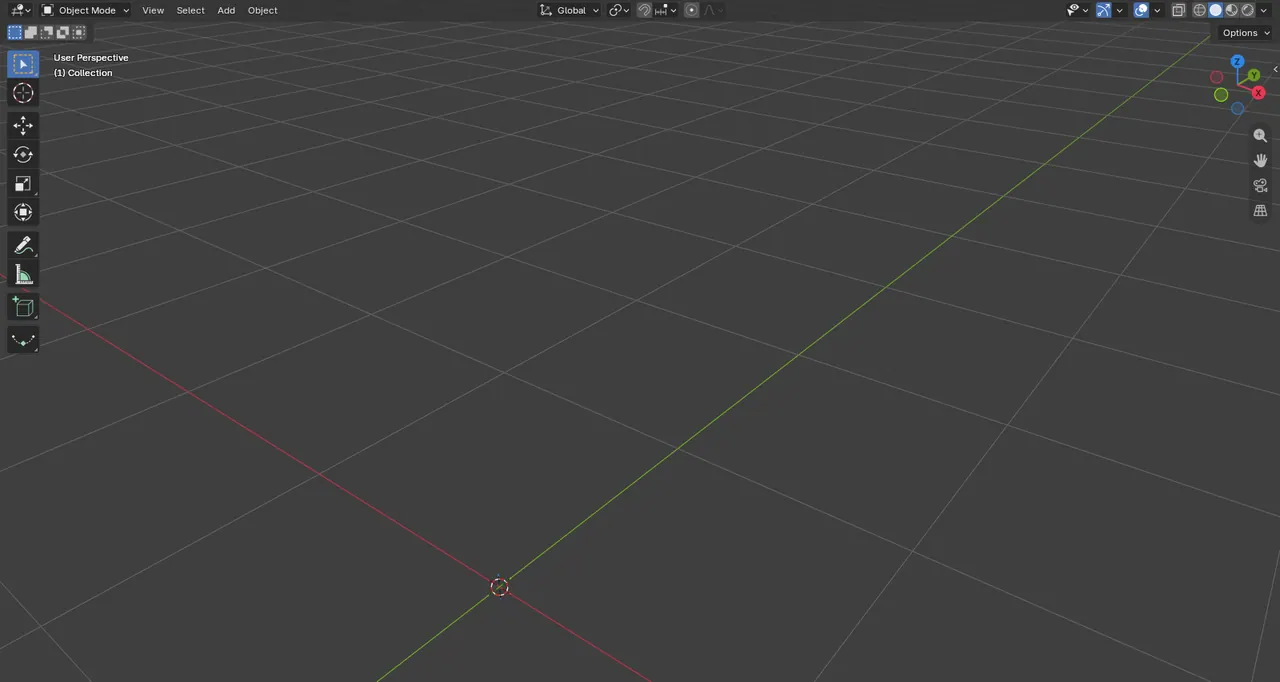 Object Mode View Select Add Object Global
Options
User Perspective
(1) Collection
Z
Y
X